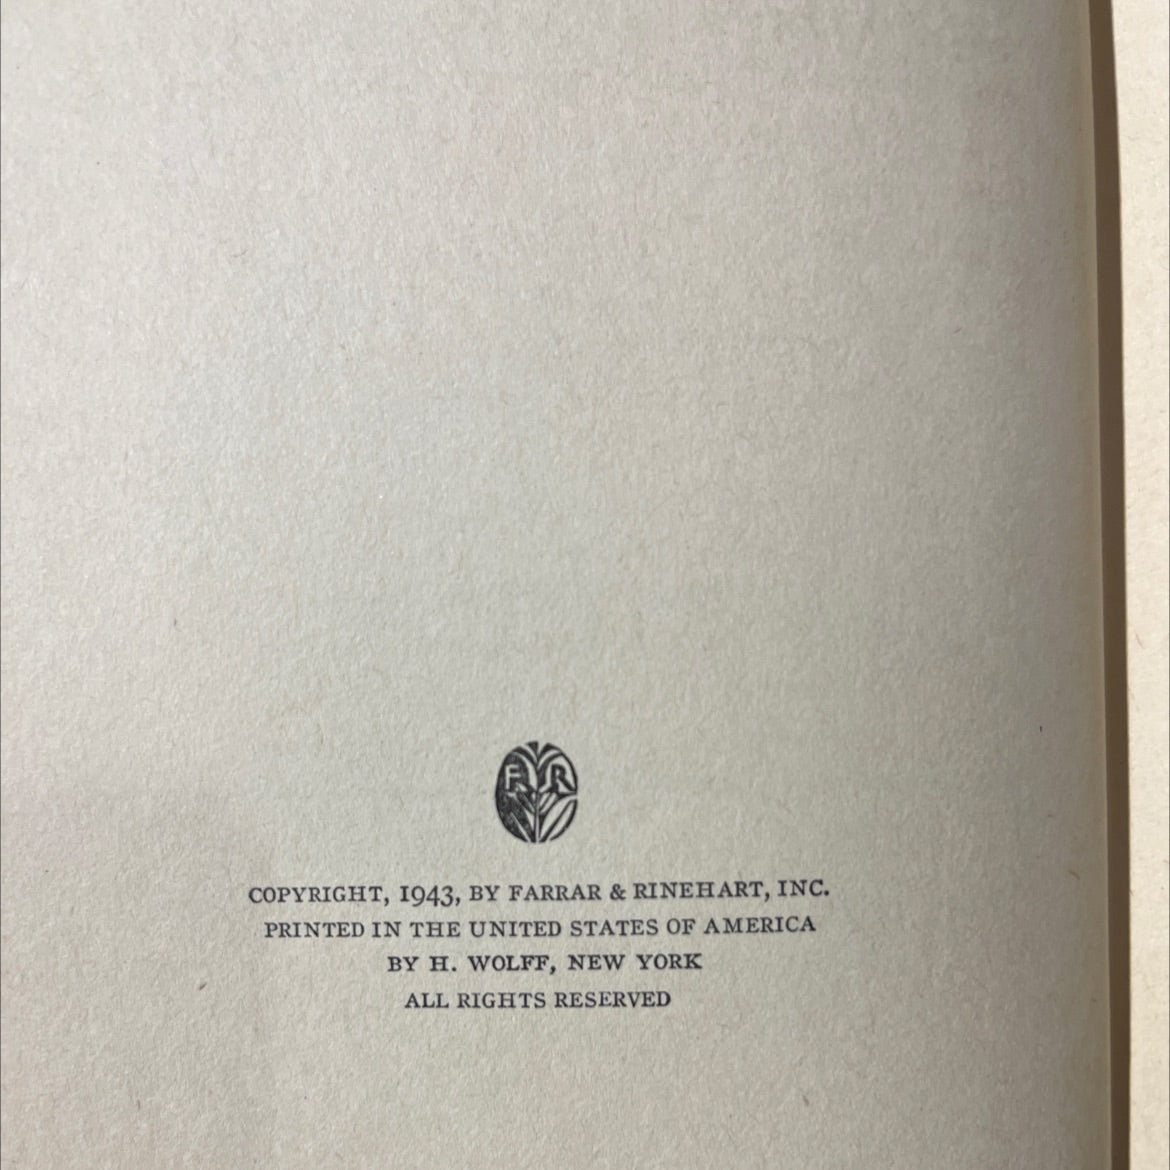 FR
COPYRIGHT, 1943, BY FARRAR & RINEHART, INC.
PRINTED IN THE UNITED STATES OF AMERICA
BY H. WOLFF, NEW YORK
ALL RIGHTS RESERVED